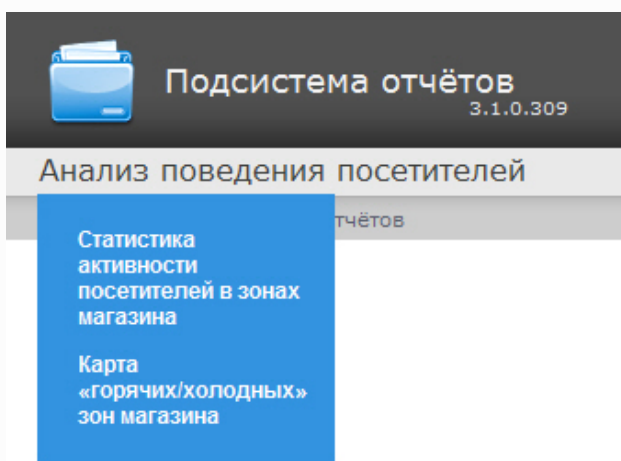 Подсистема отчётов
3.1.0.309
Анализ поведения посетителей
тчётов
Статистика
активности
посетителей в зонах
магазина
Карта
«горячих/холодных»
зон магазина